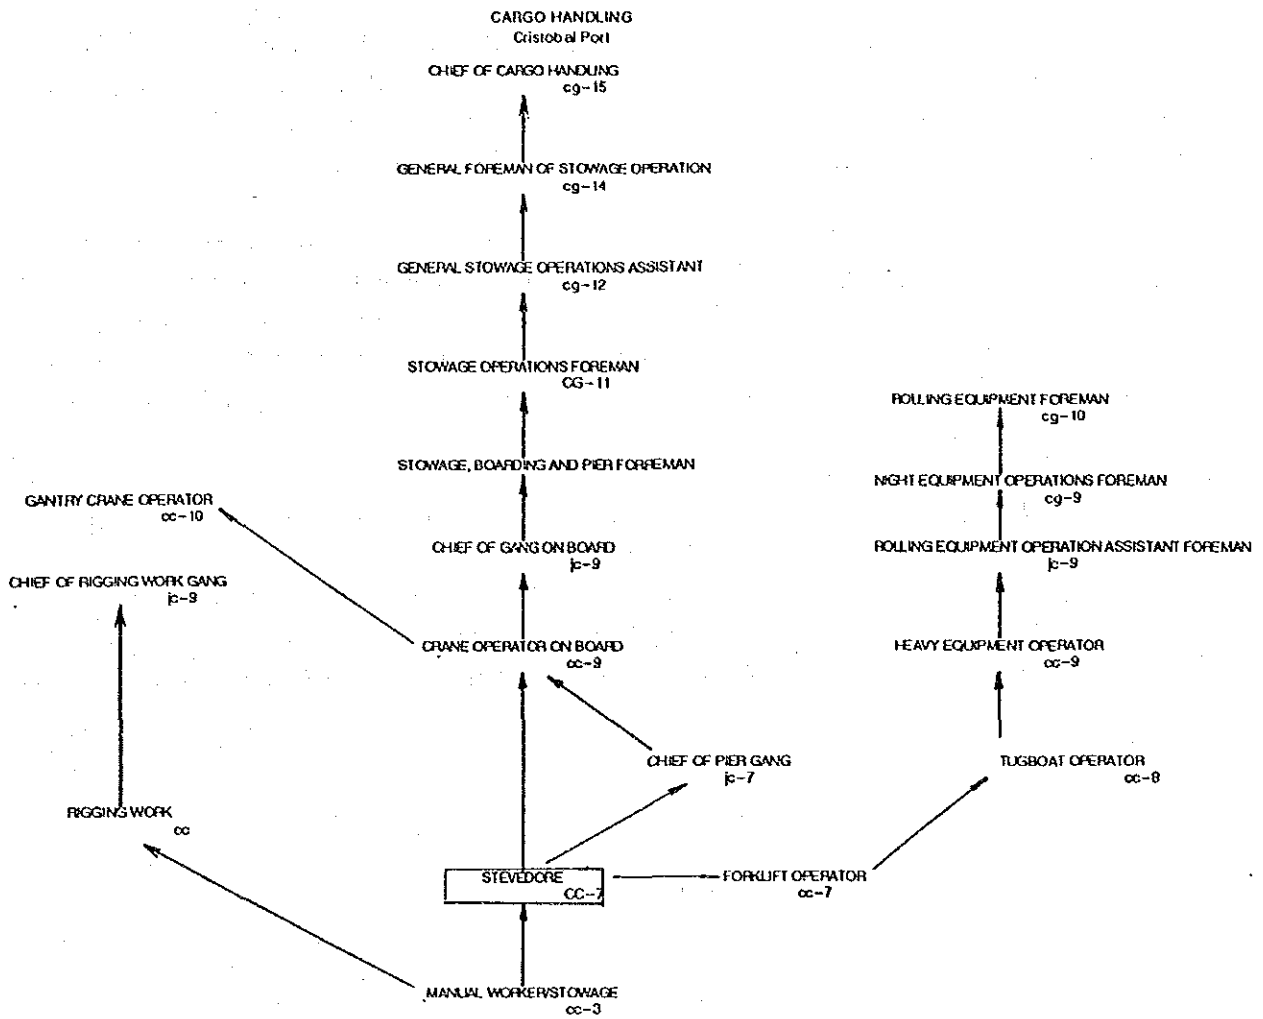 CARGO HANDLING
Cristobal Port
CHIEF OF CARGO HANDLING
cg-15
GENERAL FOREMAN OF STOWAGE OPERATION
cg-14
GENERAL STOWAGE OPERATIONS ASSISTANT
cg-12
STOWAGE OPERATIONS FOREMAN
CG-11
ROLLING EQUIPMENT FOREMAN
cg-10
STOWAGE, BOARDING AND PIER FORREMAN
NIGHT EQUIPMENT OPERATIONS FOREMAN
cg-9
GANTRY CRANE OPERATOR
cc-10
CHIEF OF GANG ON BOARD
jc-9
ROLLING EQUIPMENT OPERATION ASSISTANT FOREMAN
jc-9
CHIEF OF RIGGING WORK GANG
jc-9
CRANE OPERATOR ON BOARD
cc-9
HEAVY EQUIPMENT OPERATOR
cc-9
CHIEF OF PIER GANG
jc-7
TUGBOAT OPERATOR
cc-8
RIGGING WORK
cc
STEVEDORE
CC-7
FORKLIFT OPERATOR
cc-7
MANUAL WORKER/STOWAGE
cc-3